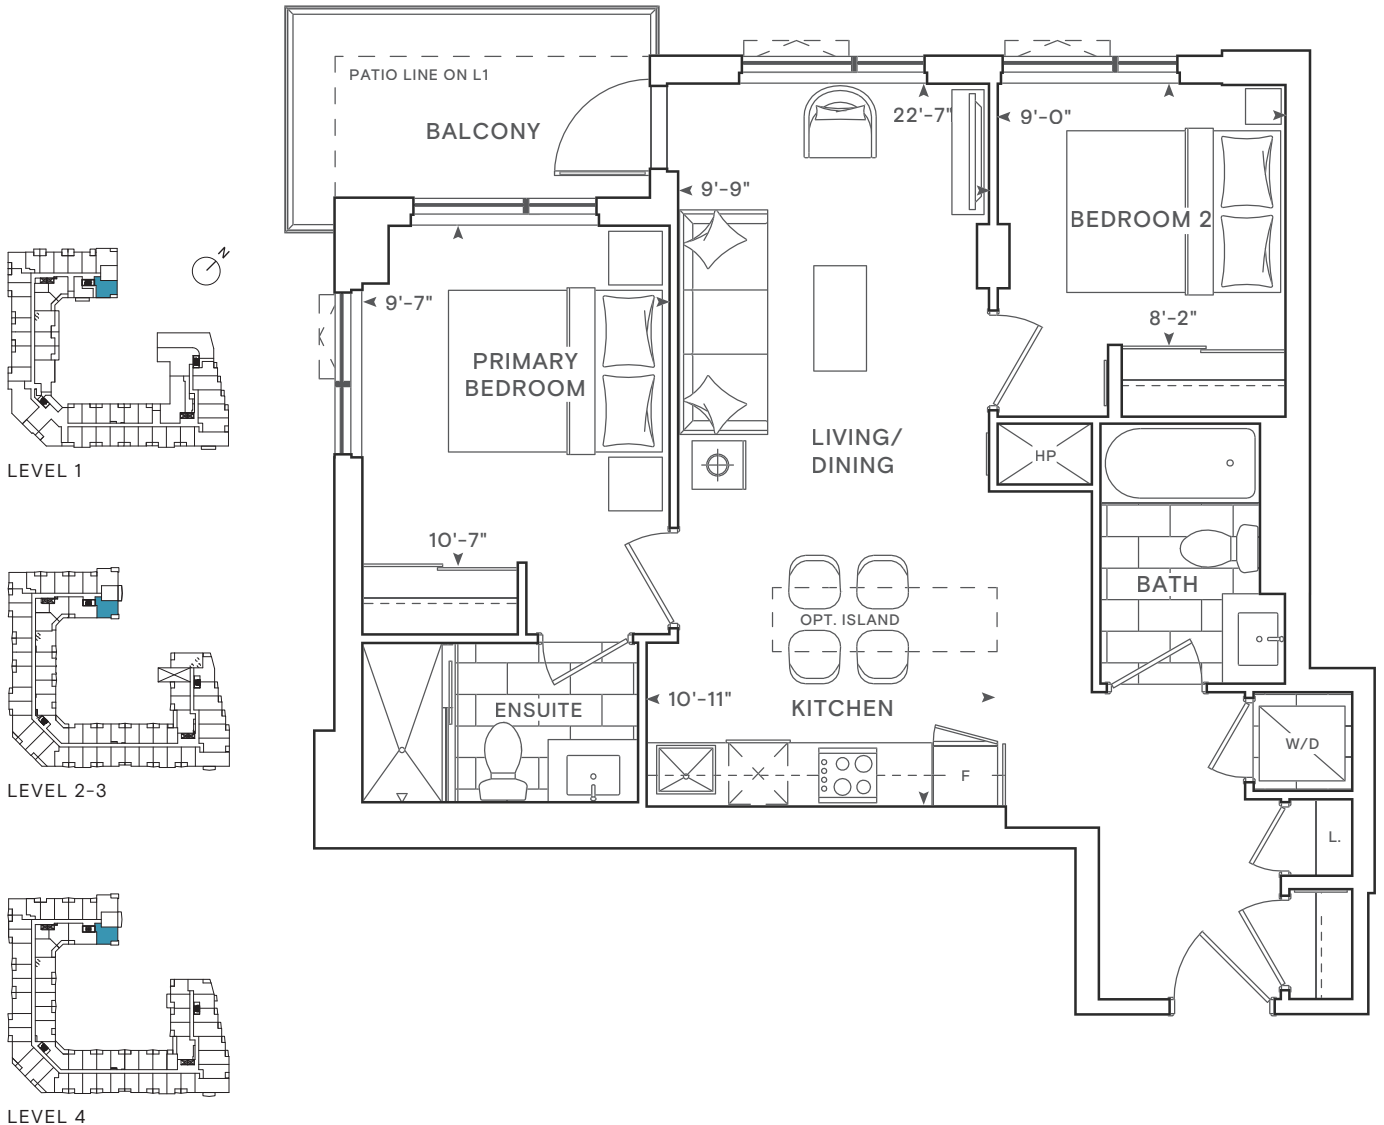 PATIO LINE ON L1
BALCONY
22'-7"
9'-0"
9'-9"
BEDROOM 2
N
9'-7"
8'-2"
PRIMARY
BEDROOM
LIVING/
DINING
HP
LEVEL 1
10'-7"
BATH
OPT. ISLAND
10'-11"
KITCHEN
ENSUITE
W/D
F
LEVEL 2-3
L.
LEVEL 4